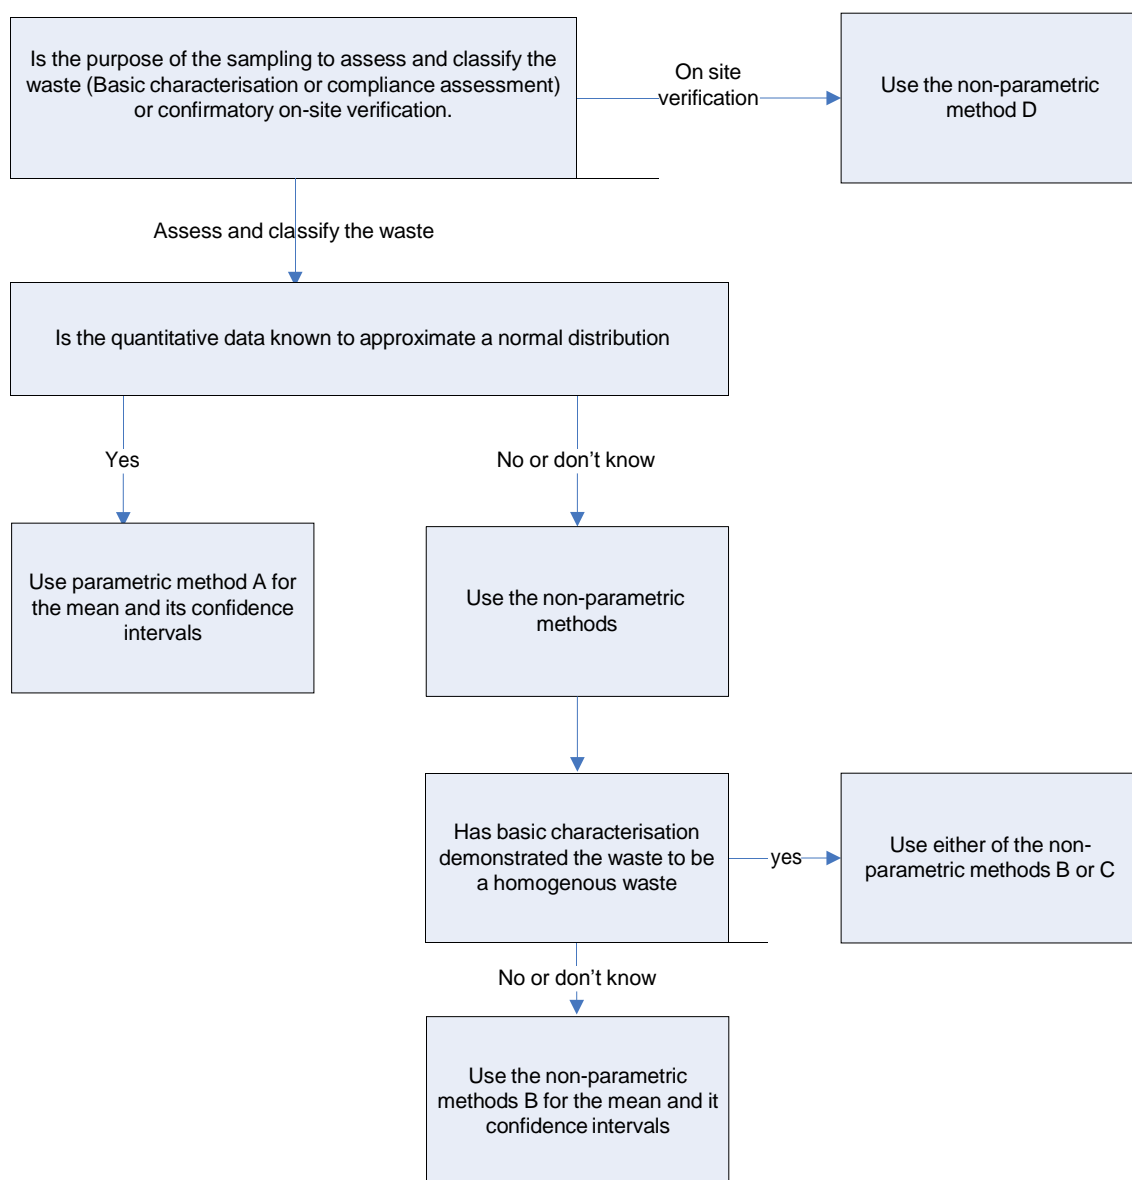 Is the purpose of the sampling to assess and classify the
waste (Basic characterisation or compliance assessment)
or confirmatory on-site verification.
On site
verification
Use the non-parametric
method D
Assess and classify the waste
Is the quantitative data known to approximate a normal distribution
Yes
No or don’t know
Use parametric method A for
the mean and its confidence
intervals
Use the non-parametric
methods
Has basic characterisation
demonstrated the waste to be
a homogenous waste
yes
Use either of the non-
parametric methods B or C
No or don’t know
Use the non-parametric
methods B for the mean and it
confidence intervals